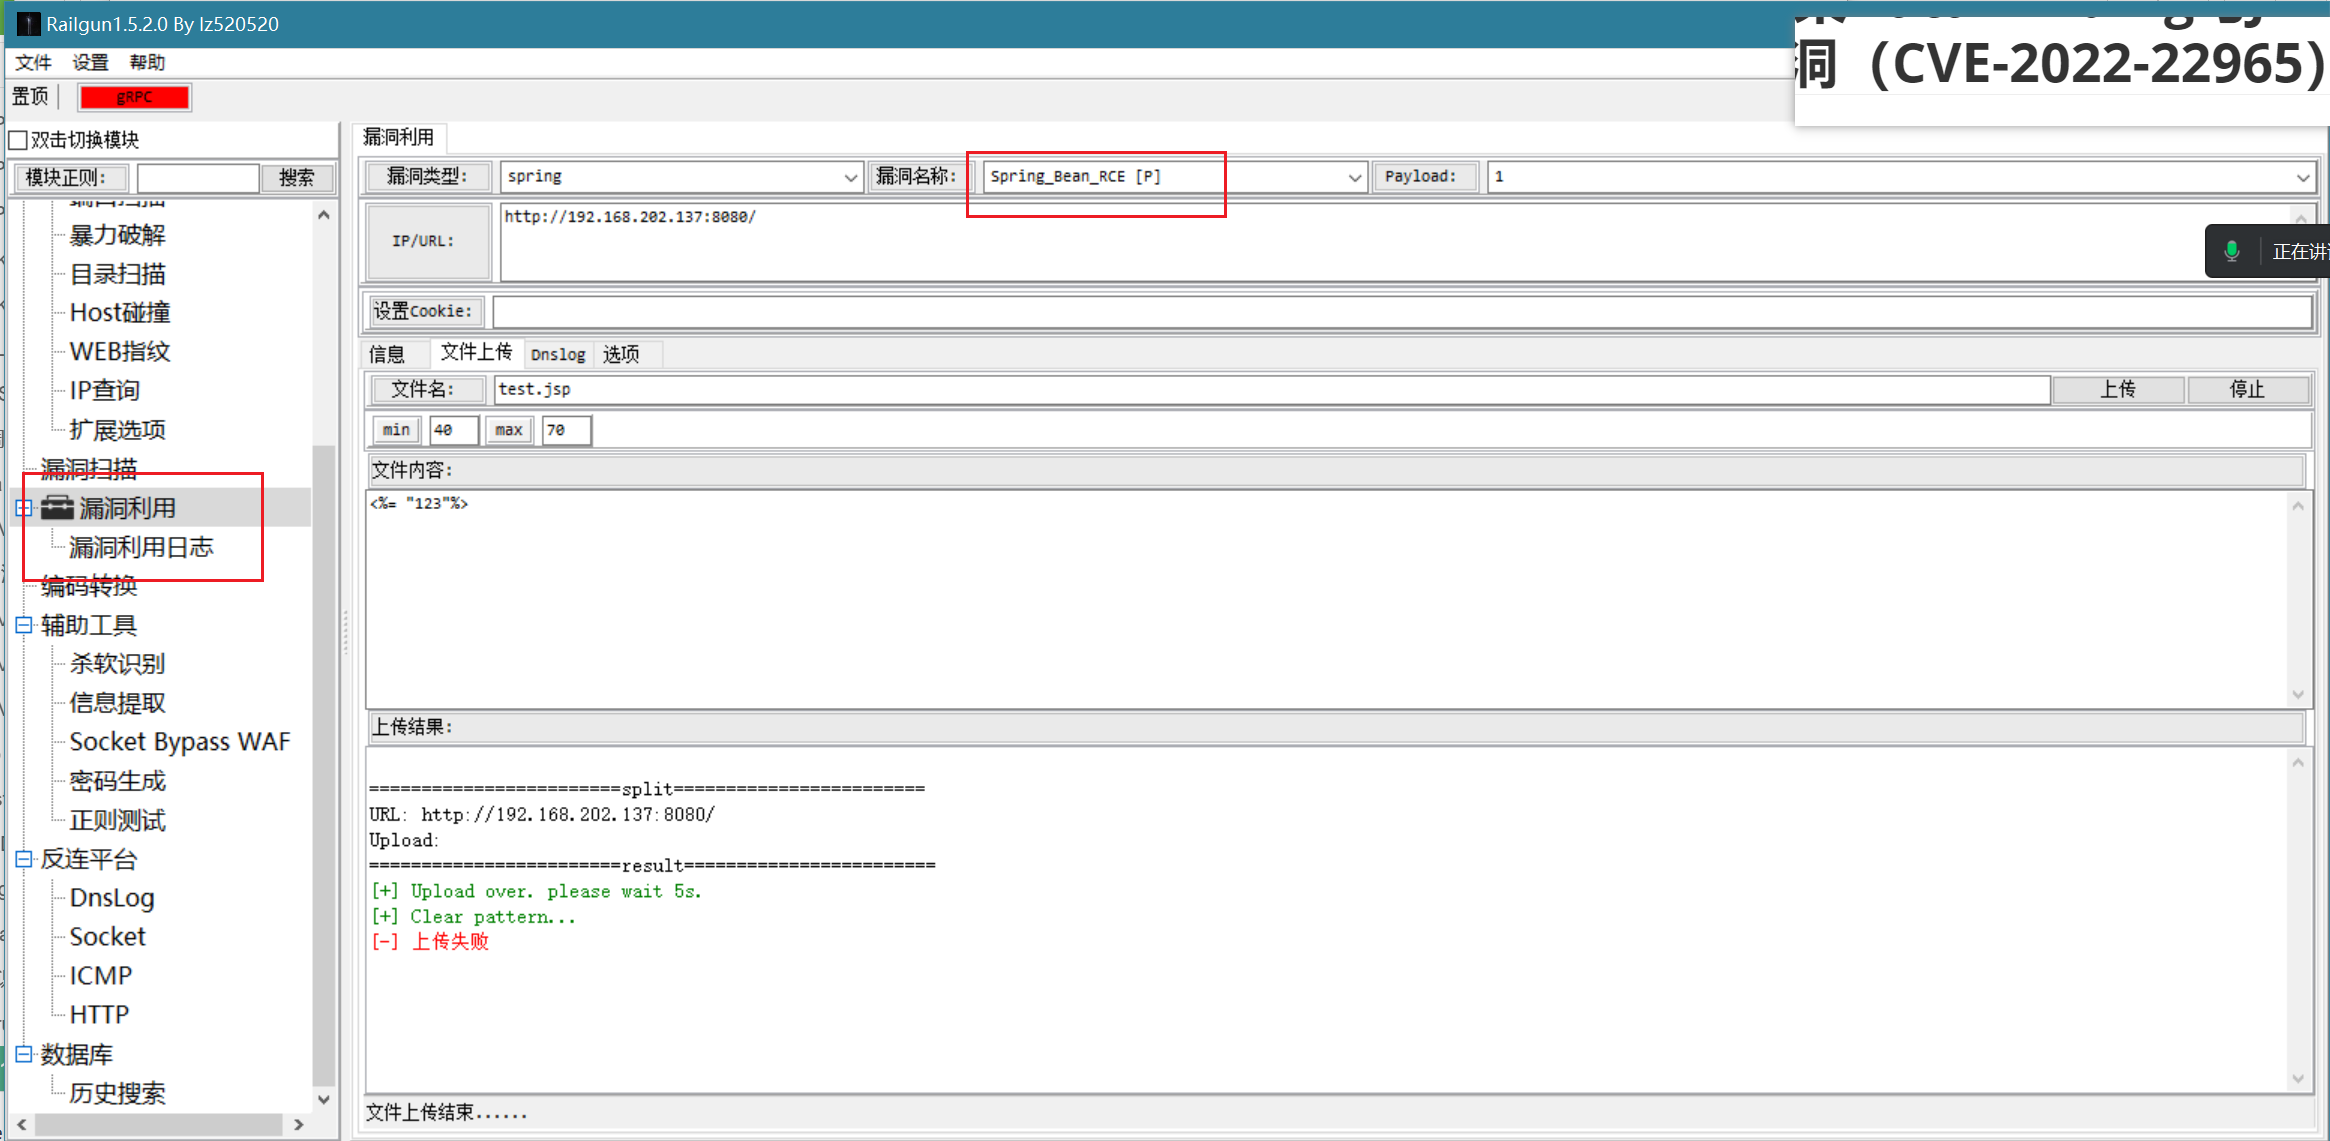 Railgun1.5.2.0 By lz520520
文件 设置 帮助
洞（CVE-2022-22965)
置顶
gRPC
双击切换模块
模块正则:
搜索
暴力破解
目录扫描
Host碰撞
WEB指纹
IP查询
扩展选项
漏洞扫描
漏洞利用
漏洞利用日志
编码转换
辅助工具
杀软识别
信息提取
Socket Bypass WAF
密码生成
正则测试
反连平台
DnsLog
Socket
ICMP
HTTP
数据库
历史搜索
漏洞利用
漏洞类型: spring 漏洞名称: Spring_Bean_RCE [P] Payload: 1
IP/URL: http://192.168.202.137:8080/
正在讲
设置Cookie:
信息 文件上传 Dnslog 选项
文件名: test.jsp 上传 停止
min 40 max 70
文件内容:
<%= "123"%>
上传结果:
========================split========================
URL: http://192.168.202.137:8080/
Upload:
========================result========================
[+] Upload over. please wait 5s.
[+] Clear pattern...
[-] 上传失败
文件上传结束......